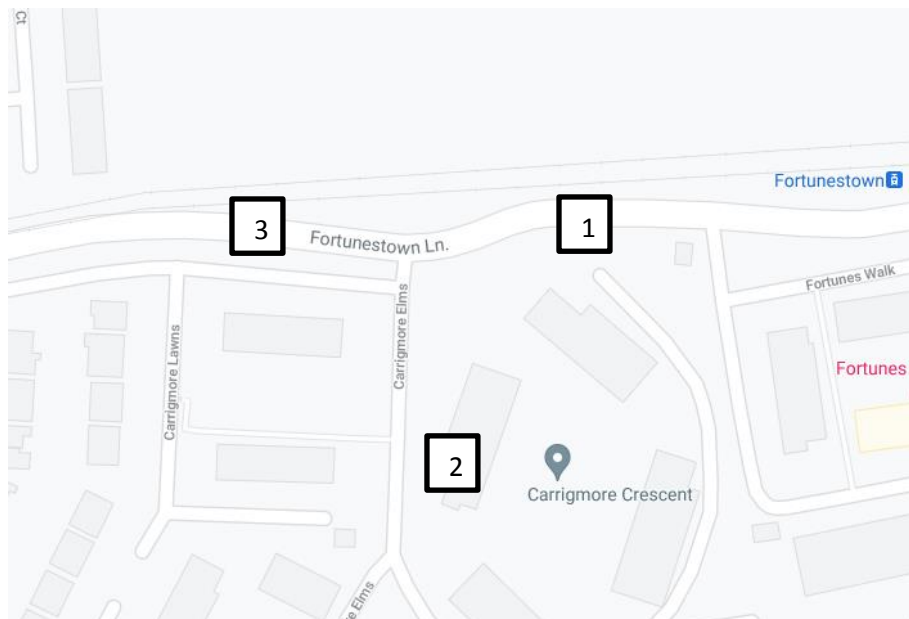 Ct
Fortunestown
1
3
Fortunestown Ln.
Fortunes Walk
Carrigmore Elms
Carrigmore Lawns
Fortunes
2
Carrigmore Crescent
e Elms